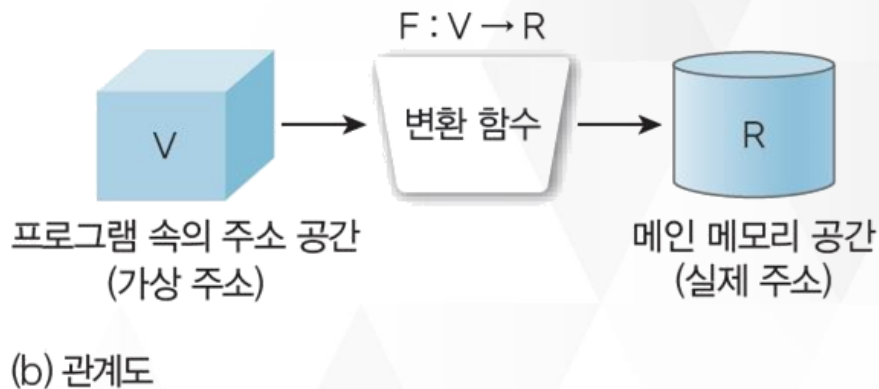 F : V → R
V
변환 함수
R
프로그램 속의 주소 공간
(가상 주소)
메인 메모리 공간
(실제 주소)
(b) 관계도